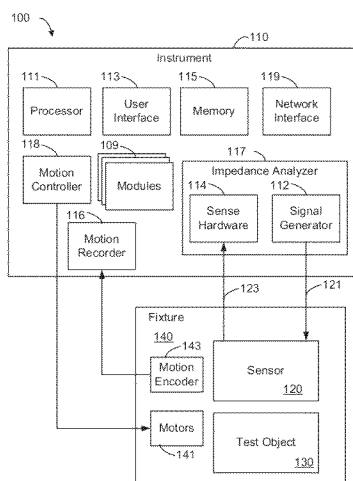 100
110
Instrument
111
113
115
119
Processor
User
Interface
Memory
Network
Interface
118
109
117
Motion
Controller
Modules
Impedance Analyzer
114
112
Sense
Hardware
Signal
Generator
116
Motion
Recorder
123
121
Fixture
140
143
Motion
Encoder
Sensor
120
Motors
141
Test Object
130